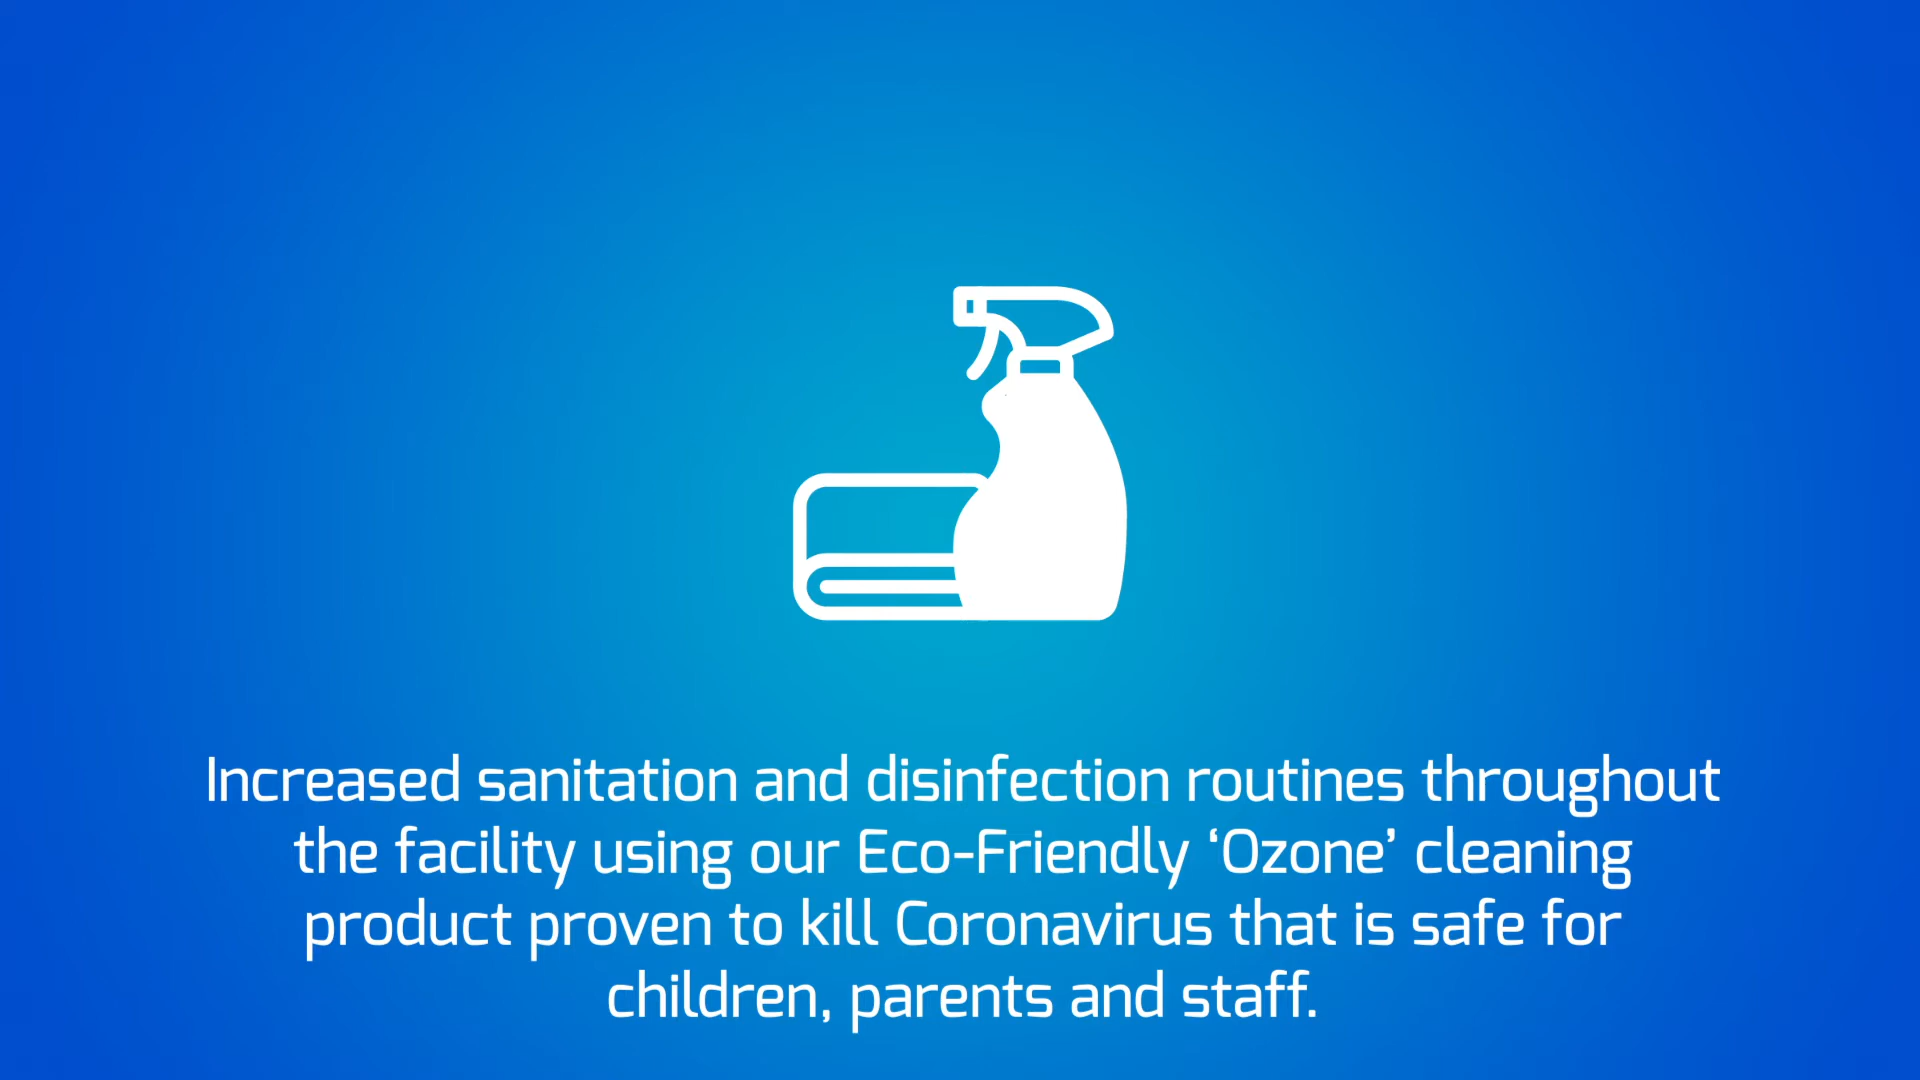 Increased sanitation and disinfection routines throughout
the facility using our Eco-Friendly ‘Ozone’ cleaning
product proven to kill Coronavirus that is safe for
children, parents and staff.